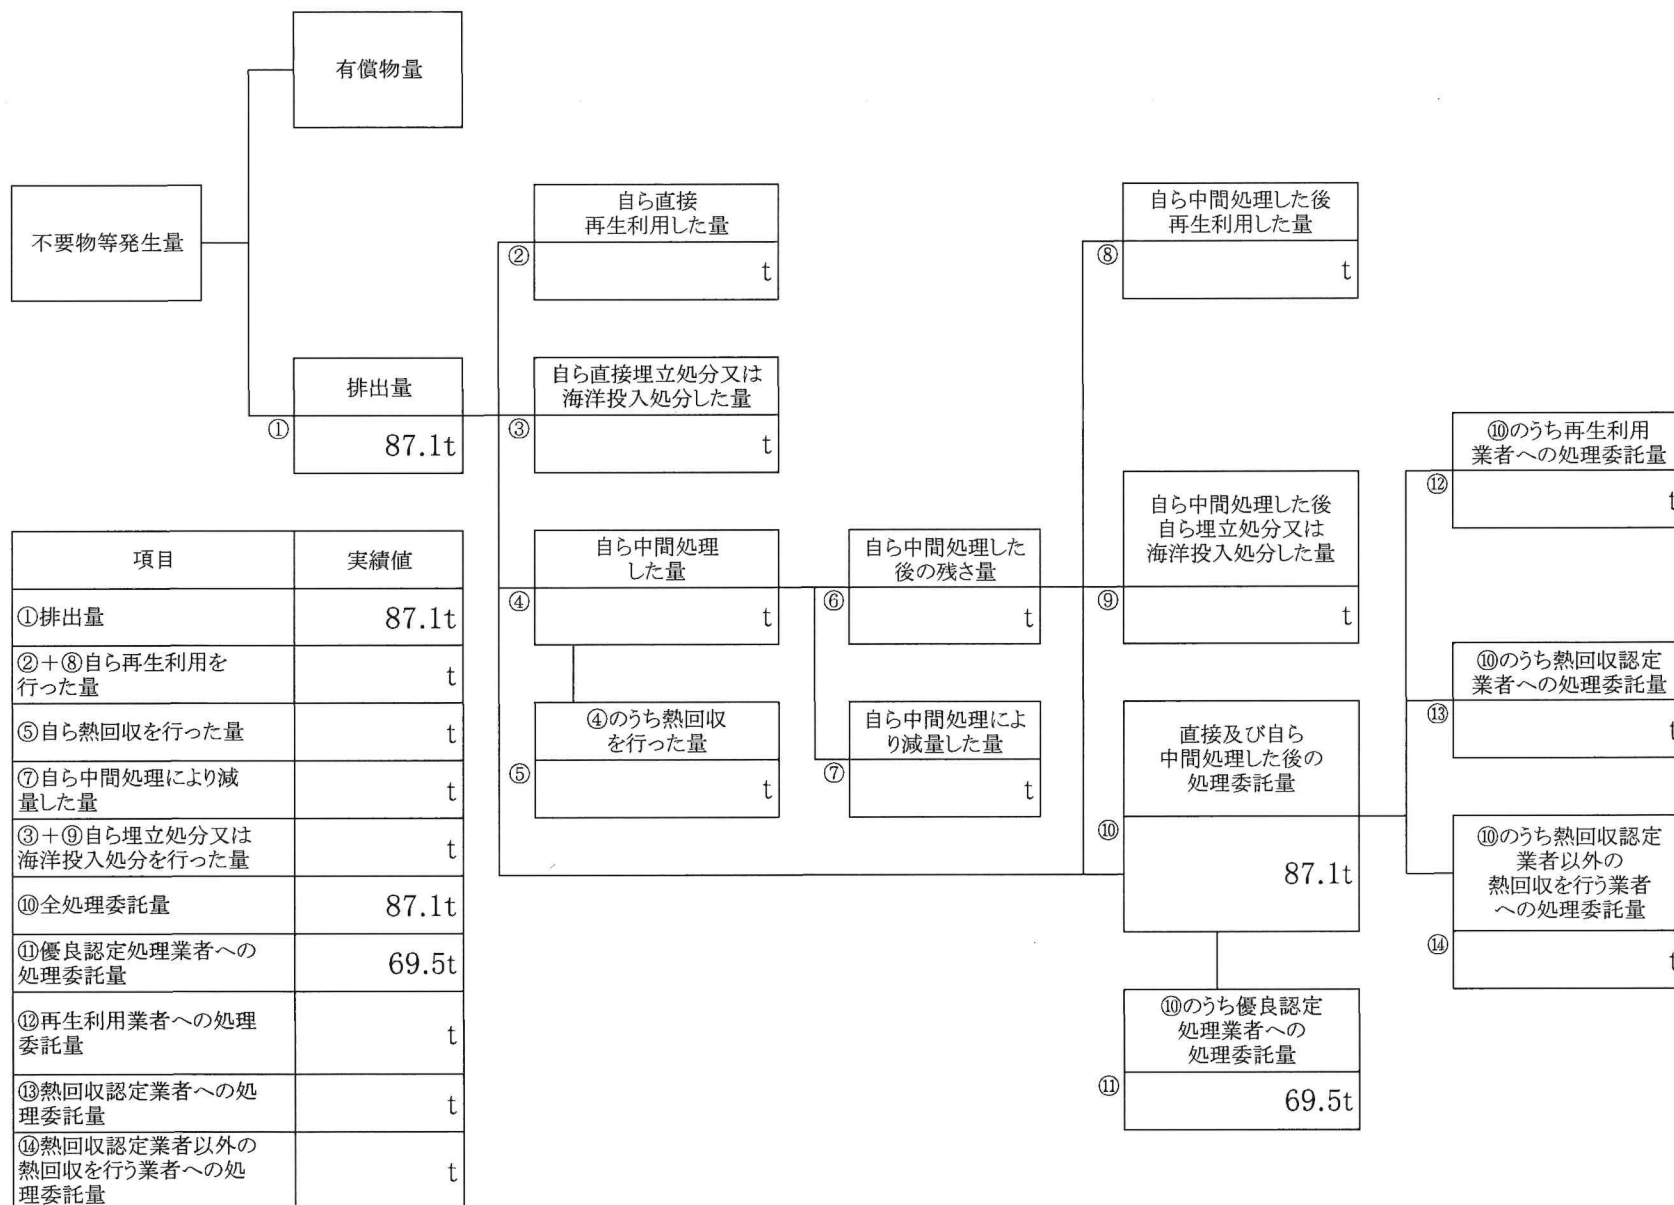 有償物量
不要物等発生量
①
排出量
87.1t
②
自ら直接
再生利用した量
t
③
自ら直接埋立処分又は
海洋投入処分した量
t
④
自ら中間処理
した量
t
⑤
④のうち熱回収
を行った量
t
⑥
自ら中間処理した
後の残さ量
t
⑦
自ら中間処理によ
り減量した量
t
⑧
自ら中間処理した後
再生利用した量
t
⑨
自ら中間処理した後
自ら埋立処分又は
海洋投入処分した量
t
⑩
直接及び自ら
中間処理した後の
処理委託量
87.1t
⑪
⑩のうち優良認定
処理業者への
処理委託量
69.5t
⑫
⑩のうち再生利用
業者への処理委託量
t
⑬
⑩のうち熱回収認定
業者への処理委託量
t
⑭
⑩のうち熱回収認定
業者以外の
熱回収を行う業者
への処理委託量
t
項目 実績値
①排出量 87.1t
②＋⑧自ら再生利用を
行った量 t
⑤自ら熱回収を行った量 t
⑦自ら中間処理により減
量した量 t
③＋⑨自ら埋立処分又は
海洋投入処分を行った量 t
⑩全処理委託量 87.1t
⑪優良認定処理業者への
処理委託量 69.5t
⑫再生利用業者への処理
委託量 t
⑬熱回収認定業者への処
理委託量 t
⑭熱回収認定業者以外の
熱回収を行う業者への処
理委託量 t